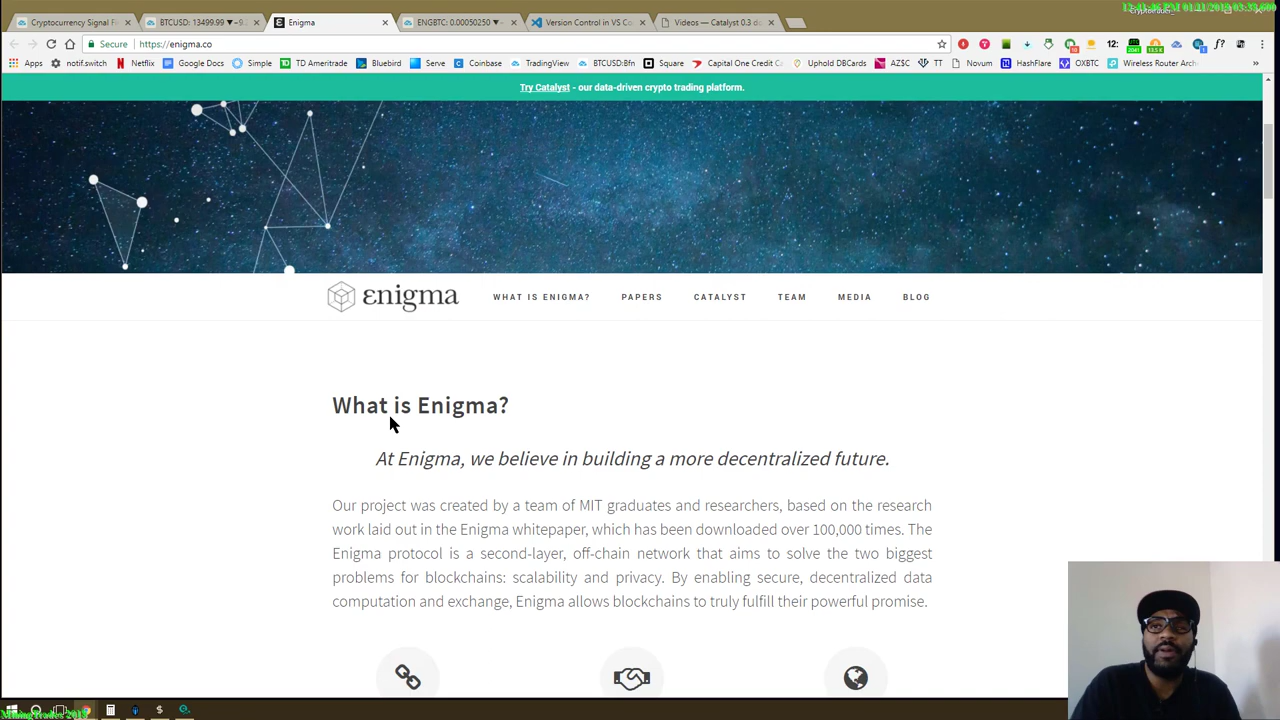 Cryptocurrency Signal F
BTCUSD: 13499.99 ▼−9.
Enigma
ENGBTC: 0.00050250 ▼−
Version Control in VS Co
Videos — Catalyst 0.3 d
Secure https://enigma.co
Apps notif.switch Netflix Google Docs Simple TD Ameritrade Bluebird Serve Coinbase TradingView BTCUSD:Bfn Square Capital One Credit C Uphold DBCards AZ$C TT Novum HashFlare OXBTC Wireless Router Arch »
Try Catalyst - our data-driven crypto trading platform.
enigma
WHAT IS ENIGMA? PAPERS CATALYST TEAM MEDIA BLOG
What is Enigma?
At Enigma, we believe in building a more decentralized future.
Our project was created by a team of MIT graduates and researchers, based on the research
work laid out in the Enigma whitepaper, which has been downloaded over 100,000 times. The
Enigma protocol is a second-layer, off-chain network that aims to solve the two biggest
problems for blockchains: scalability and privacy. By enabling secure, decentralized data
computation and exchange, Enigma allows blockchains to truly fulfill their powerful promise.
MiningTrades 2018